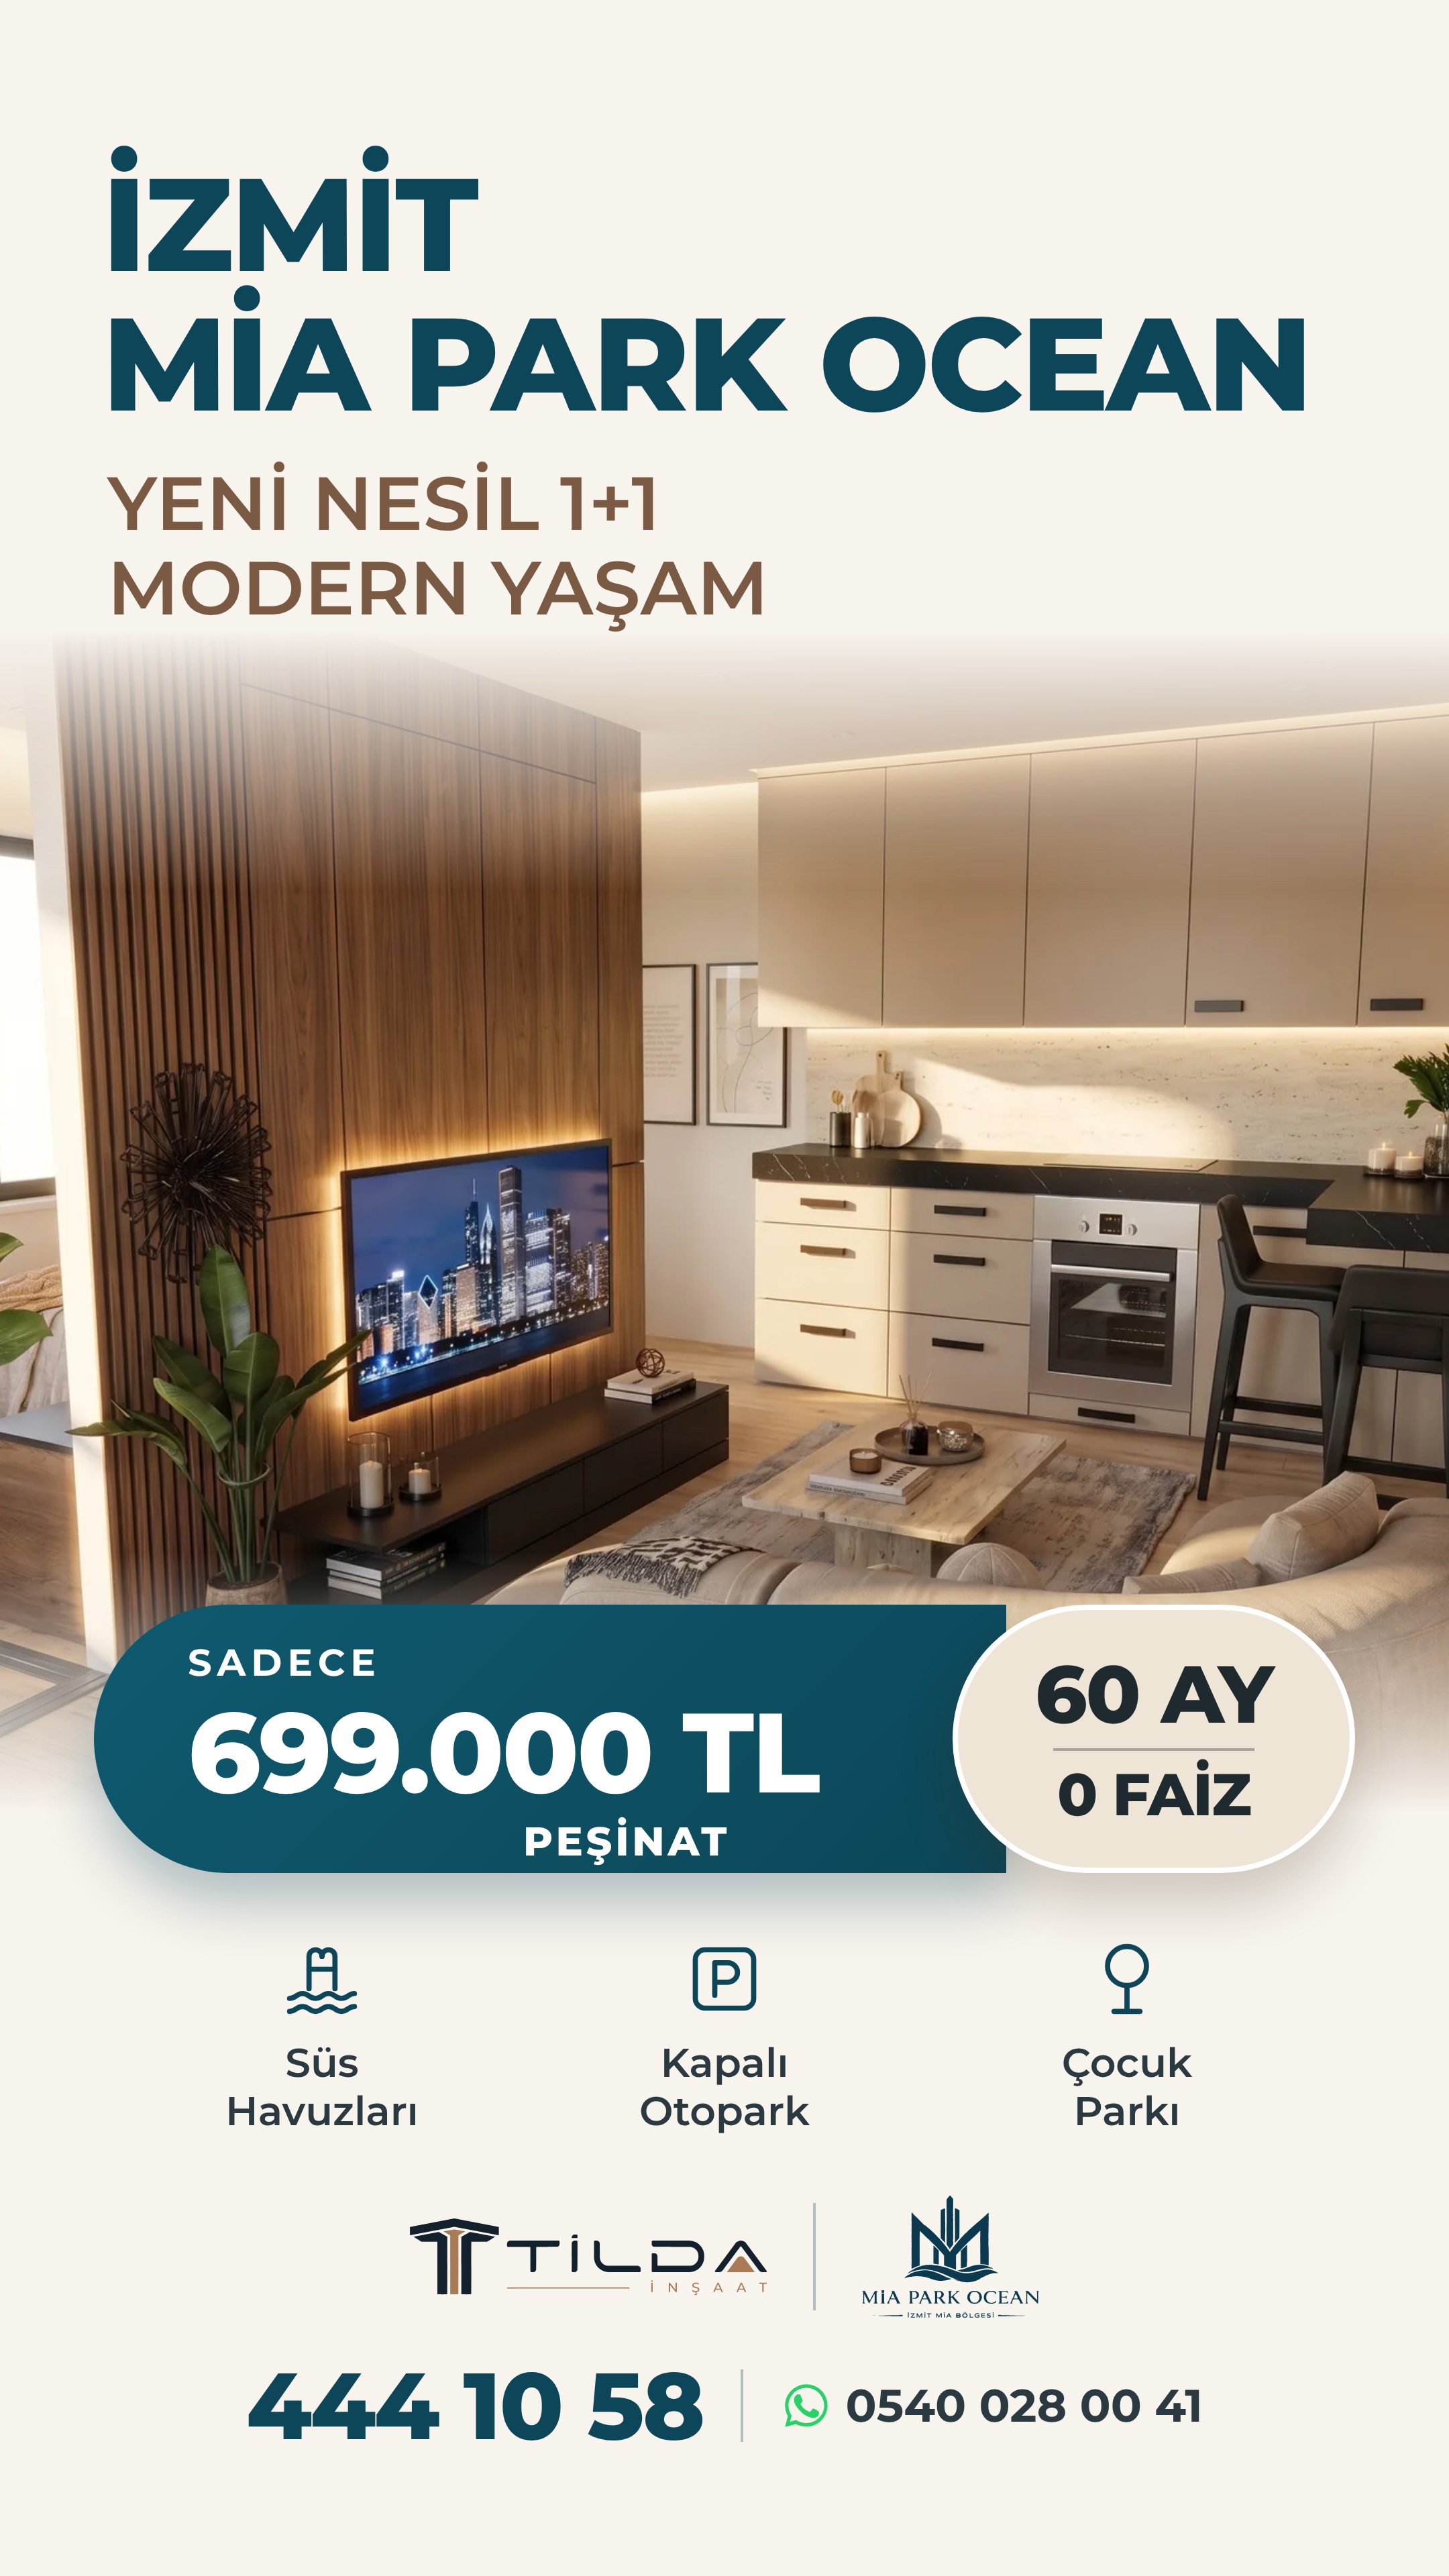 İZMİT
MİA PARK OCEAN
YENİ NESİL 1+1
MODERN YAŞAM
SADECE
699.000 TL
PEŞİNAT
60 AY
0 FAİZ
Süs
Havuzları
P
Kapalı
Otopark
Çocuk
Parkı
TİLDA
İNŞAAT
MİA PARK OCEAN
İZMİT MİA BÖLGESİ
444 10 58
0540 028 00 41